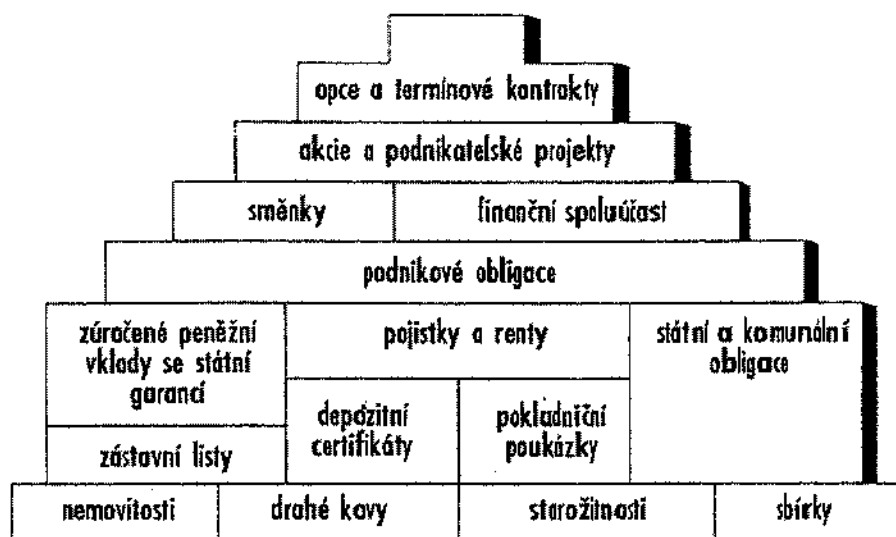 opce a termínové kontrakty
akcie a podnikatelské projekty
směnky
finanční spoluúčast
podnikové obligace
zúročené peněžní
vklady se státní
garancí
pojistky a renty
státní a komunální
obligace
depozitní
certifikáty
pokladniční
poukázky
zástavní listy
nemovitosti
drahé kovy
starožitnosti
sbírky